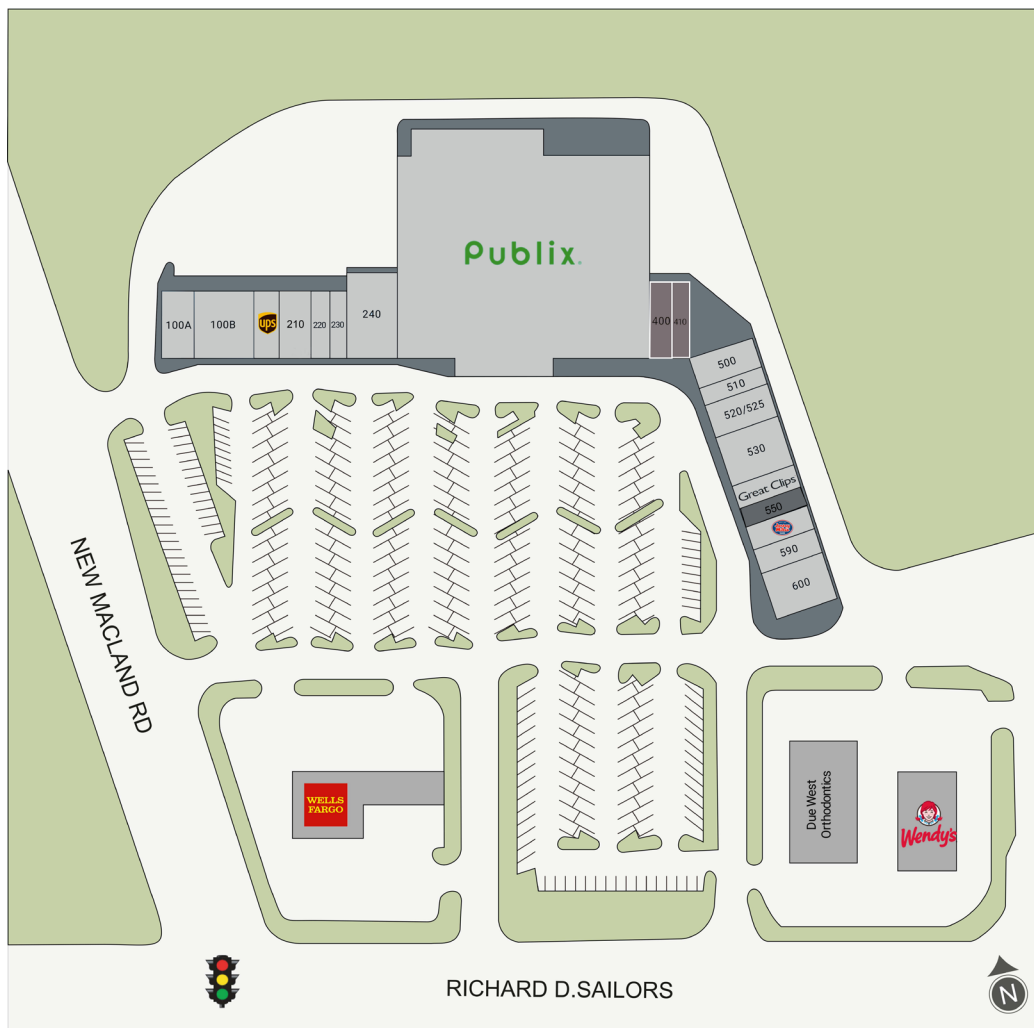 Publix.
100A
100B
ups
210
220
230
240
400
410
500
510
520/525
530
Great Clips
550
590
600
NEW MACLAND RD
WELLS
FARGO
Due West
Orthodontics
Wendy's
RICHARD D.SAILORS
N